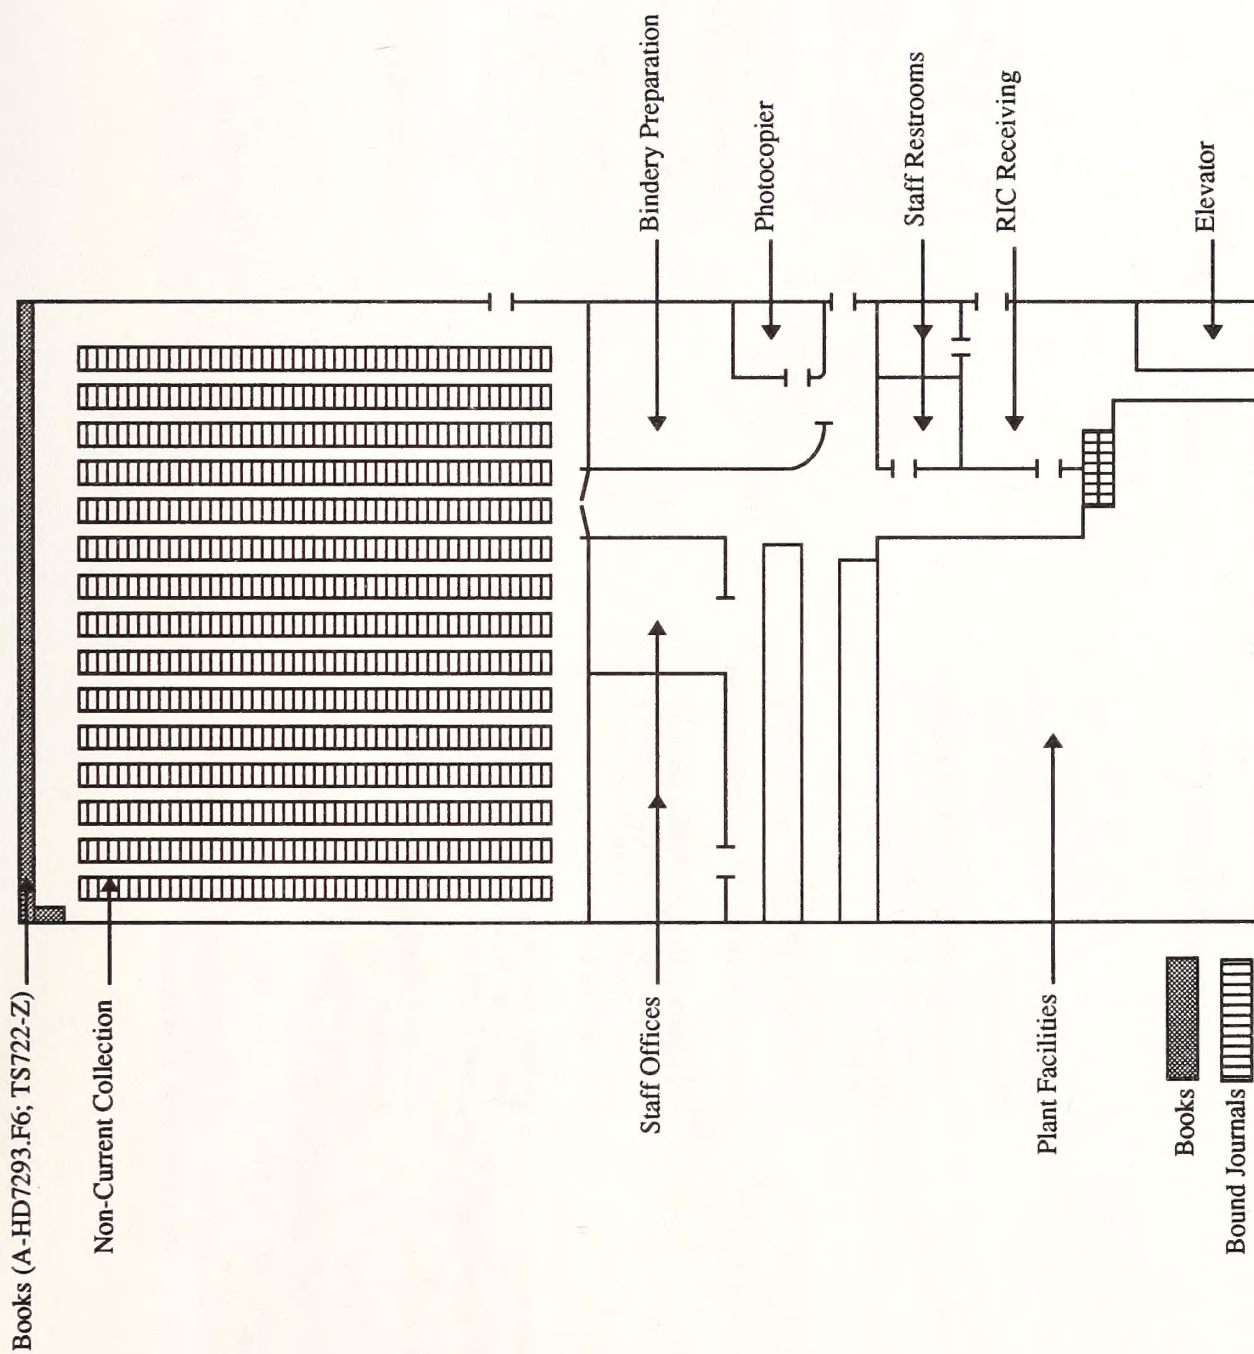 Books (A-HD7293.F6; TS722-Z)
Non-Current Collection
Staff Offices
Plant Facilities
Books
Bound Journals
Bindery Preparation
Photocopier
Staff Restrooms
RIC Receiving
Elevator